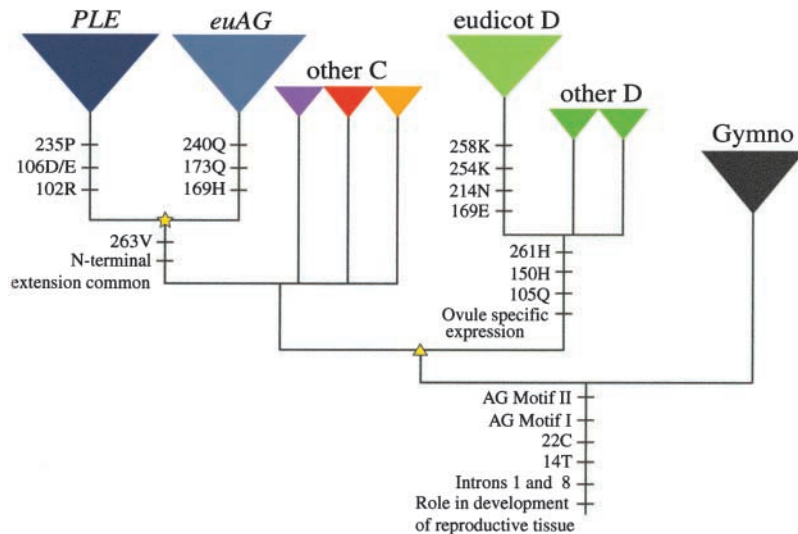 PLE
euAG
other C
eudicot D
other D
Gymno
235P
106D/E
102R
240Q
173Q
169H
263V
N-terminal
extension common
258K
254K
214N
169E
261H
150H
105Q
Ovule specific
expression
AG Motif II
AG Motif I
22C
14T
Introns 1 and 8
Role in development
of reproductive tissue